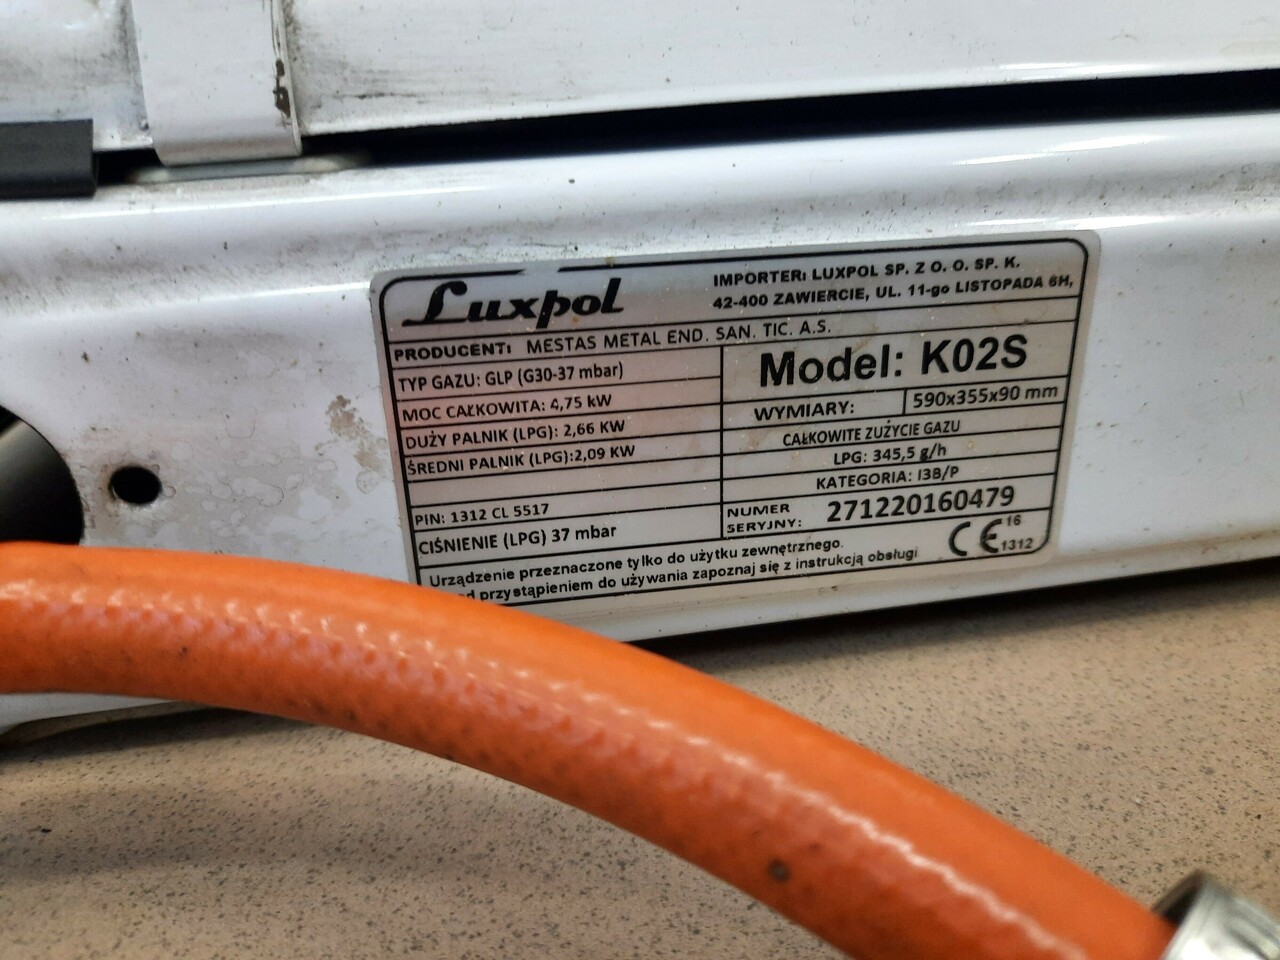 Luxpol
IMPORTER: LUXPOL SP. Z O. O. SP. K.
42-400 ZAWIERCIE, UL. 11-go LISTOPADA 6H,
PRODUCENT: MESTAS METAL END. SAN. TIC. A.S.
TYP GAZU: GLP (G30-37 mbar)
MOC CAŁKOWITA: 4,75 kW
DUŻY PALNIK (LPG): 2,66 KW
ŚREDNI PALNIK (LPG):2,09 KW
PIN: 1312 CL 5517
CIŚNIENIE (LPG) 37 mbar
Model: K02S
WYMIARY: 590x355x90 mm
CAŁKOWITE ZUŻYCIE GAZU
LPG: 345,5 g/h
KATEGORIA: I3B/P
NUMER
SERYJNY: 271220160479
Urządzenie przeznaczone tylko do użytku zewnętrznego.
przystąpieniem do używania zapoznaj się z instrukcją obsługi
CE 16
1312